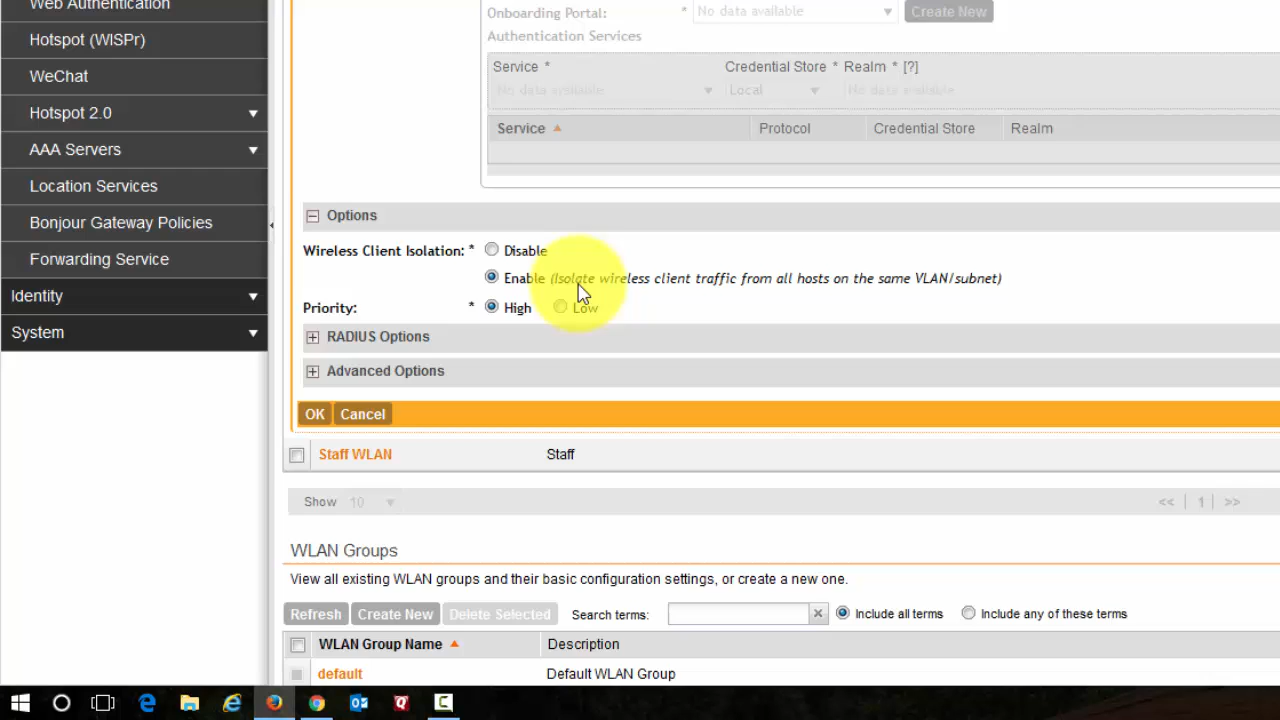 Web Authentication
Hotspot (WISPr)
WeChat
Hotspot 2.0
AAA Servers
Location Services
Bonjour Gateway Policies
Forwarding Service
Identity
System
Onboarding Portal: * No data available Create New
Authentication Services
Service * Credential Store * Realm * [?]
No data available Local No data available
Service Protocol Credential Store Realm
Options
Wireless Client Isolation: * Disable
Enable (Isolate wireless client traffic from all hosts on the same VLAN/subnet)
Priority: * High Low
RADIUS Options
Advanced Options
OK Cancel
Staff WLAN Staff
Show 10 << | 1 | >>
WLAN Groups
View all existing WLAN groups and their basic configuration settings, or create a new one.
Refresh Create New Delete Selected Search terms: Include all terms Include any of these terms
WLAN Group Name Description
default Default WLAN Group